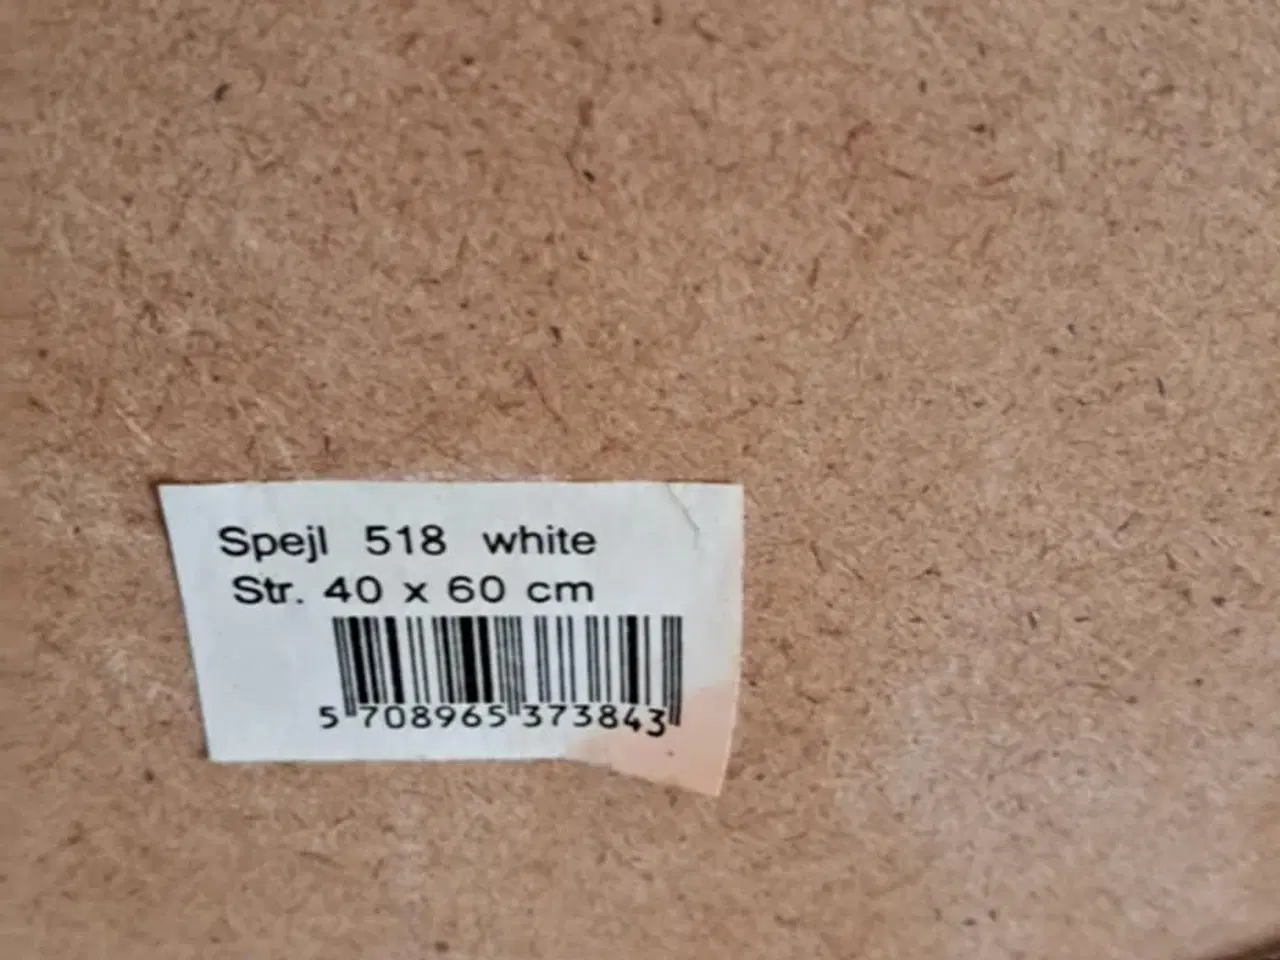 Spejl 518 white
Str. 40 x 60 cm
5 708965 373843